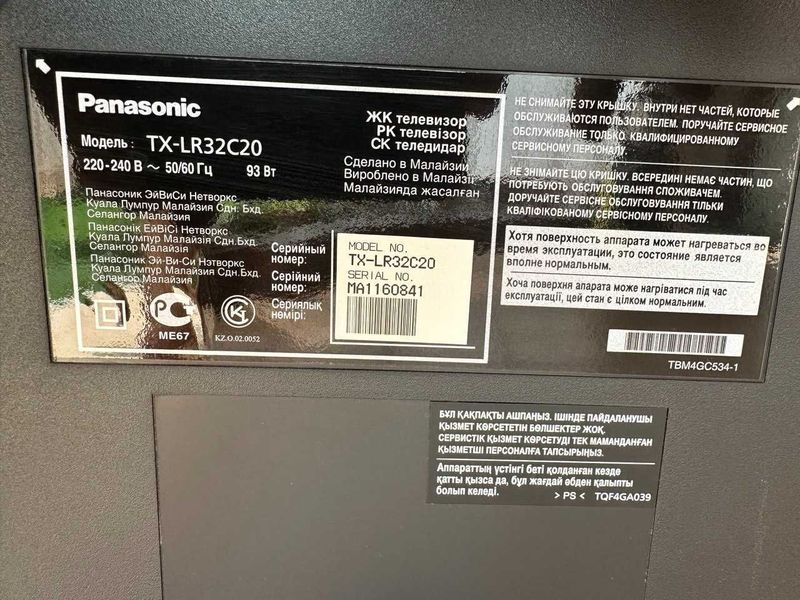 Panasonic
Модель : TX-LR32C20
220-240 В ~ 50/60 Гц 93 Вт
ЖК телевизор
РК телевізор
СК теледидар
Сделано в Малайзии
Вироблено в Малайзії
Малайзияда жасалған
Панасоник ЭйВиСи Нетворкс
Куала Лумпур Малайзия Сдн. Бхд.
Селангор Малайзия
Панасонік ЕйВіСі Нетворкс
Куала Лумпур Малайзія Сдн. Бхд.
Селангор Малайзія
Панасоник Эй-Ви-Си Нэтворкс
Куала Лумпур Малайзия Сдн. Бхд.
Селангор Малайзия
Серийный
номер:
Серійний
номер:
Сериялық
нөмірі:
MODEL NO.
TX-LR32C20
SERIAL NO.
MA1160841
РС
ME67
KZ.O.02.0052
НЕ СНИМАЙТЕ ЭТУ КРЫШКУ. ВНУТРИ НЕТ ЧАСТЕЙ, КОТОРЫЕ
ОБСЛУЖИВАЮТСЯ ПОЛЬЗОВАТЕЛЕМ. ПОРУЧАЙТЕ СЕРВИСНОЕ
ОБСЛУЖИВАНИЕ ТОЛЬКО КВАЛИФИЦИРОВАННОМУ
СЕРВИСНОМУ ПЕРСОНАЛУ.
НЕ ЗНІМАЙТЕ ЦЮ КРИШКУ. ВСЕРЕДИНІ НЕМАЄ ЧАСТИН, ЩО
ПОТРЕБУЮТЬ ОБСЛУГОВУВАННЯ СПОЖИВАЧЕМ.
ДОРУЧАЙТЕ СЕРВІСНЕ ОБСЛУГОВУВАННЯ ТІЛЬКИ
КВАЛІФІКОВАНОМУ СЕРВІСНОМУ ПЕРСОНАЛУ.
Хотя поверхность аппарата может нагреваться во
время эксплуатации, это состояние является
вполне нормальным.
Хоча поверхня апарата може нагріватися під час
експлуатації, цей стан є цілком нормальним.
TBM4GC534-1
БҰЛ ҚАҚПАҚТЫ АШПАҢЫЗ. ІШІНДЕ ПАЙДАЛАНУШЫ
ҚЫЗМЕТ КӨРСЕТЕТІН БӨЛШЕКТЕР ЖОҚ.
СЕРВИСТІК ҚЫЗМЕТ КӨРСЕТУДІ ТЕК МАМАНДАНҒАН
ҚЫЗМЕТШІ ПЕРСОНАЛҒА ТАПСЫРЫҢЫЗ.
Аппараттың үстіңгі беті қолданған кезде
қатты қызса да, бұл жағдай әбден қалыпты
болып келеді.
> PS < TQF4GA039